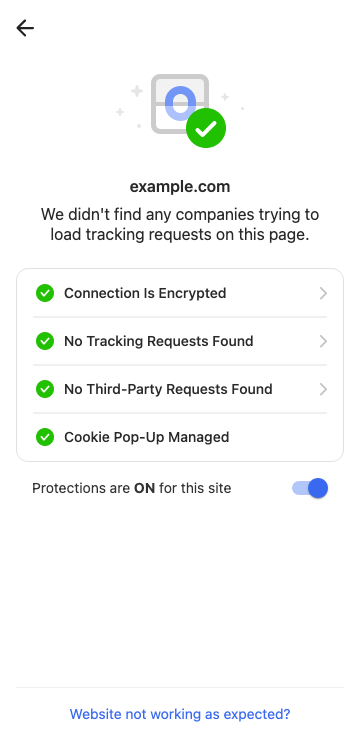 example.com
We didn't find any companies trying to
load tracking requests on this page.
Connection Is Encrypted
No Tracking Requests Found
No Third-Party Requests Found
Cookie Pop-Up Managed
Protections are ON for this site
Website not working as expected?